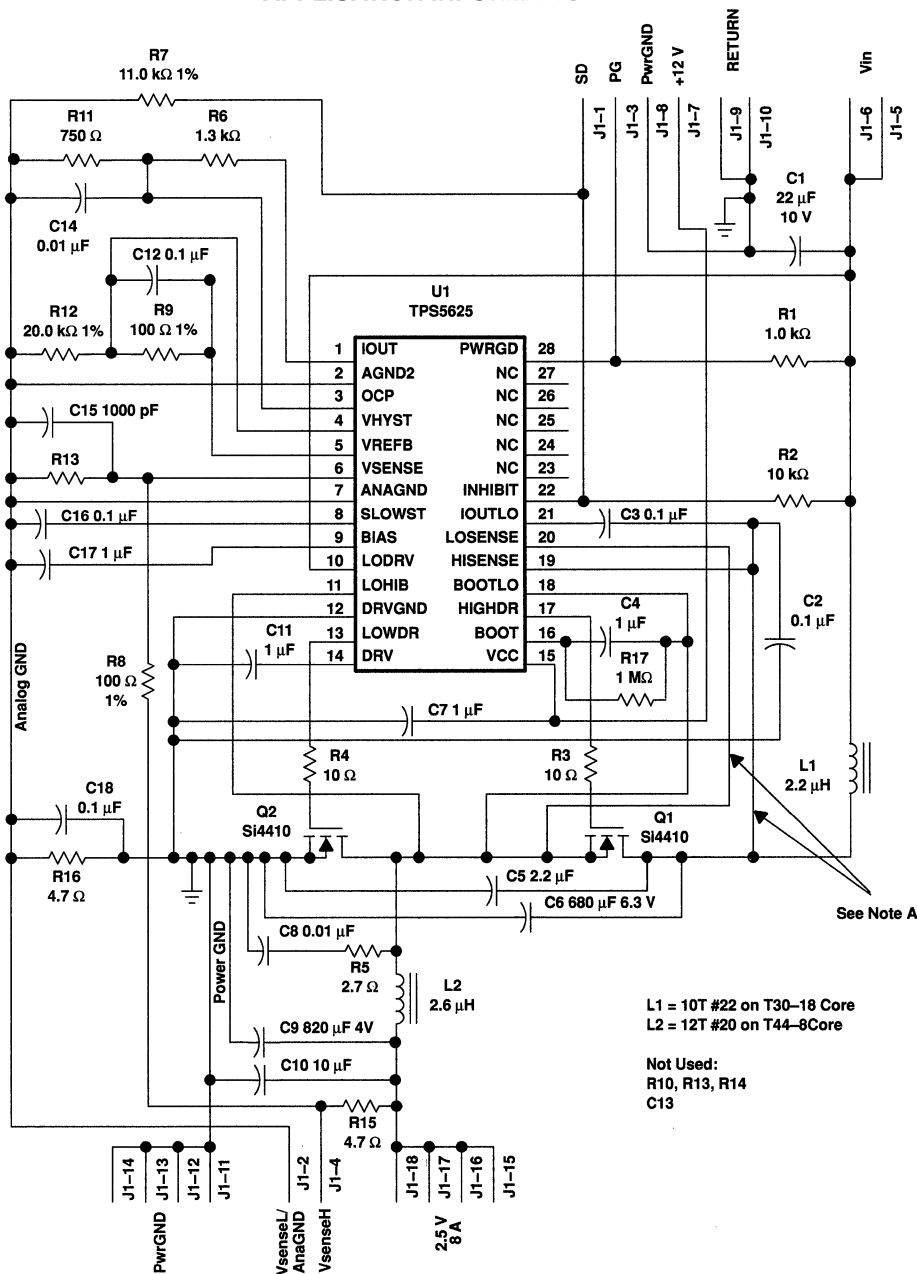 R7
11.0 kΩ 1%
R11
750 Ω
R6
1.3 kΩ
C14
0.01 µF
C12 0.1 µF
R12
20.0 kΩ 1%
R9
100 Ω 1%
SD
PG
PwrGND
+12 V
RETURN
Vin
J1–1
J1–3
J1–8
J1–7
J1–9
J1–10
J1–6
J1–5
C1
22 µF
10 V
U1
TPS5625
R1
1.0 kΩ
1 IOUT PWRGD 28
2 AGND2 NC 27
3 OCP NC 26
4 VHYST NC 25
5 VREFB NC 24
6 VSENSE NC 23
7 ANAGND INHIBIT 22
8 SLOWST IOUTLO 21
9 BIAS LOSENSE 20
10 LODRV HISENSE 19
11 LOHIB BOOTLO 18
12 DRVGND HIGHDR 17
13 LOWDR BOOT 16
14 DRV VCC 15
C15 1000 pF
R13
C16 0.1 µF
C17 1 µF
R2
10 kΩ
C3 0.1 µF
C2
0.1 µF
C4
1 µF
R17
1 MΩ
C11
1 µF
Analog GND
R8
100 Ω
1%
C7 1 µF
R4
10 Ω
R3
10 Ω
L1
2.2 µH
C18
0.1 µF
Q2
Si4410
Q1
Si4410
R16
4.7 Ω
C5 2.2 µF
C6 680 µF 6.3 V
See Note A
C8 0.01 µF
R5
2.7 Ω
Power GND
L2
2.6 µH
C9 820 µF 4V
C10 10 µF
R15
4.7 Ω
L1 = 10T #22 on T30–18 Core
L2 = 12T #20 on T44–8Core
Not Used:
R10, R13, R14
C13
J1–14
J1–13
J1–12
J1–11
J1–2
J1–4
J1–18
J1–17
J1–16
J1–15
PwrGND
VsenseL/
AnaGND
VsenseH
2.5 V
8 A